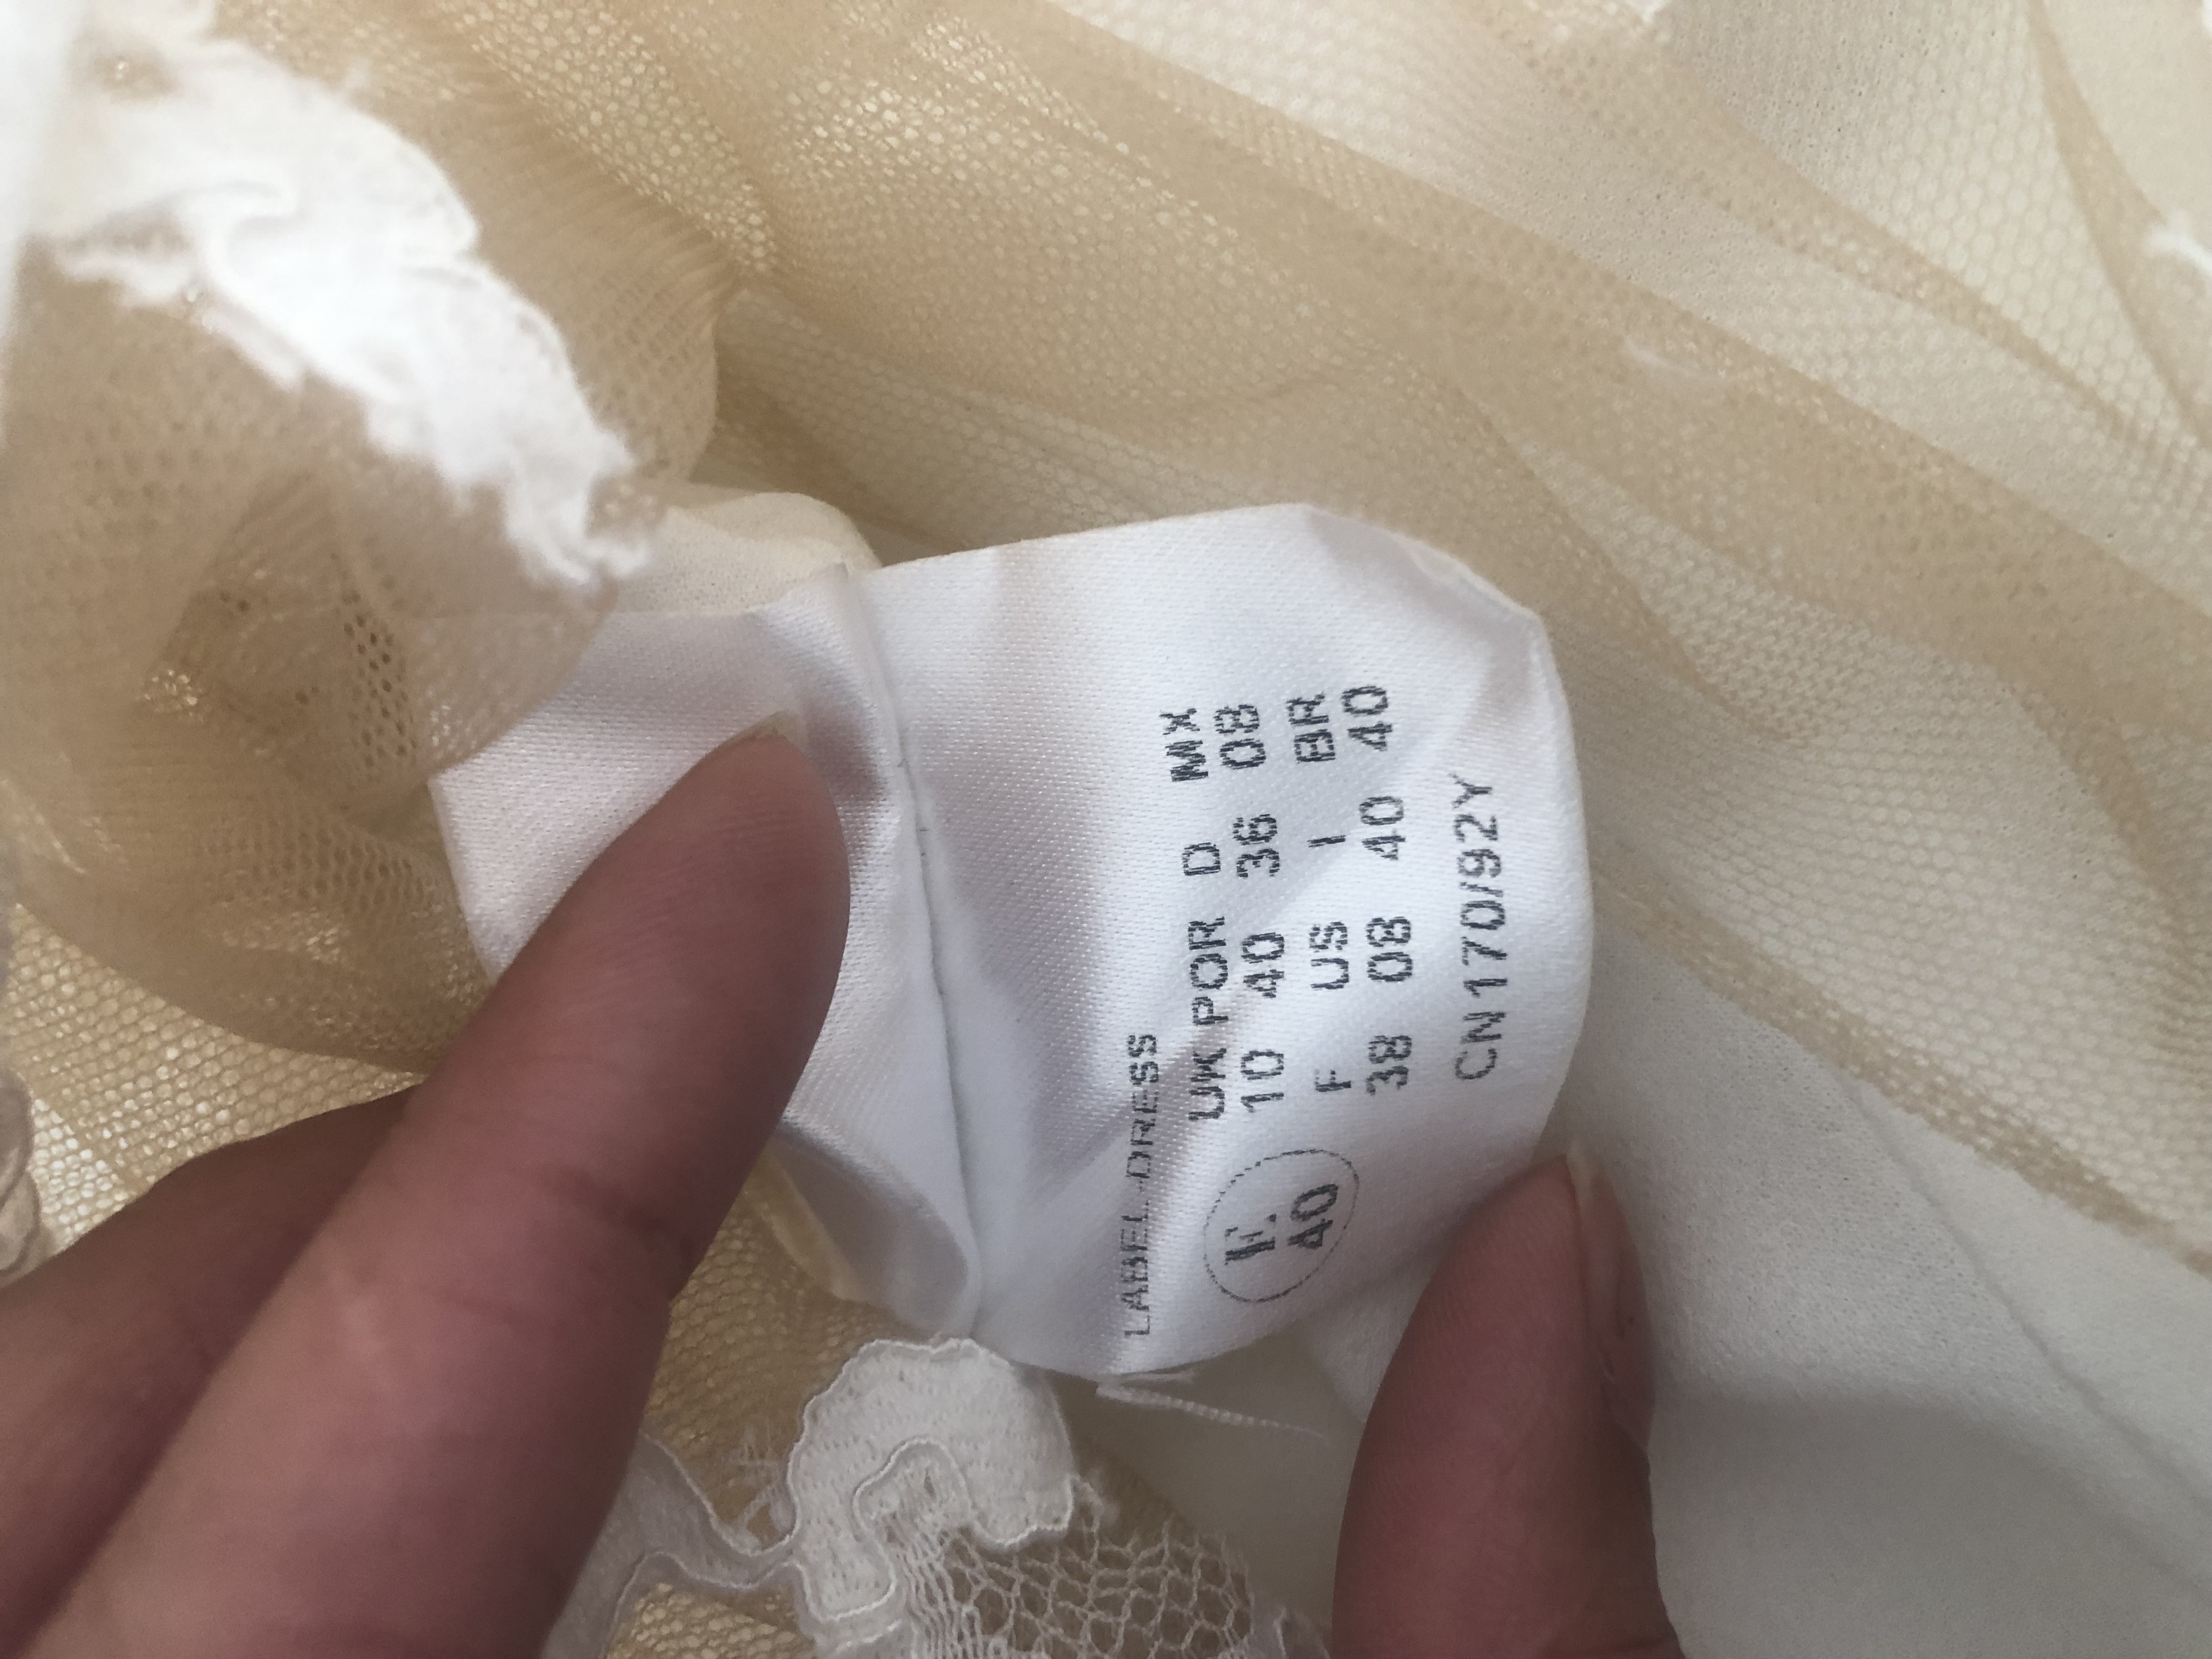 LABEL DRESS
UK POR D MX
10 40 36 08
E
40
F US I BR
38 08 40 40
CN 170/92Y